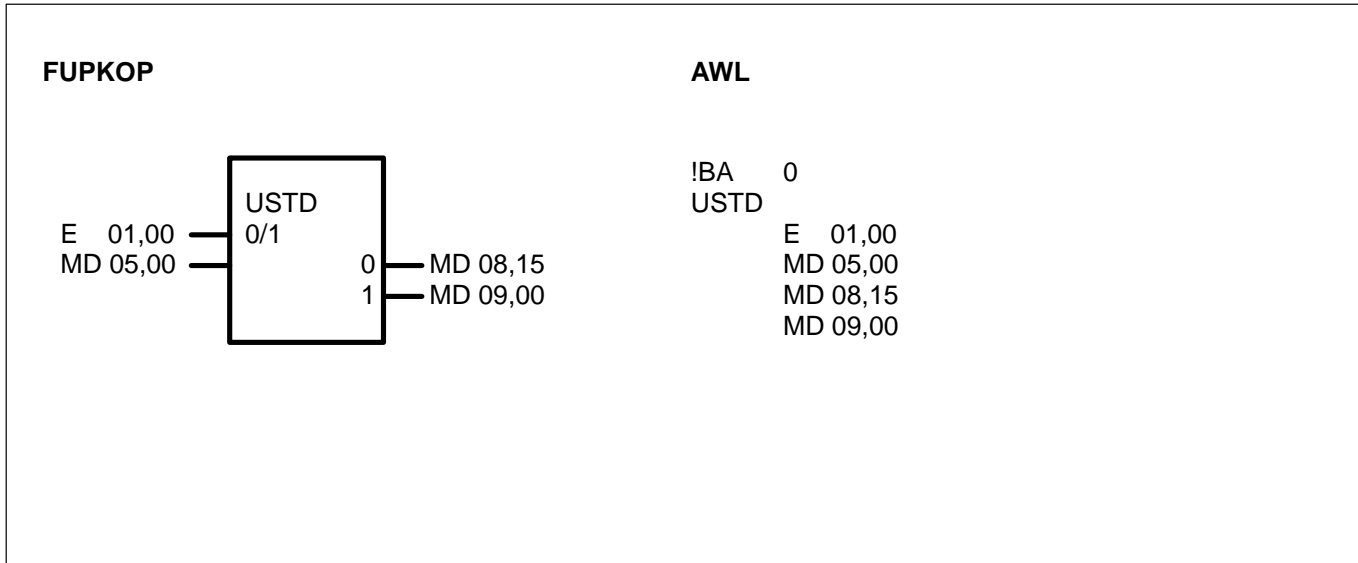 FUPKOP
USTD
E 01,00 0/1
MD 05,00 0 MD 08,15
1 MD 09,00
AWL
!BA 0
USTD
E 01,00
MD 05,00
MD 08,15
MD 09,00